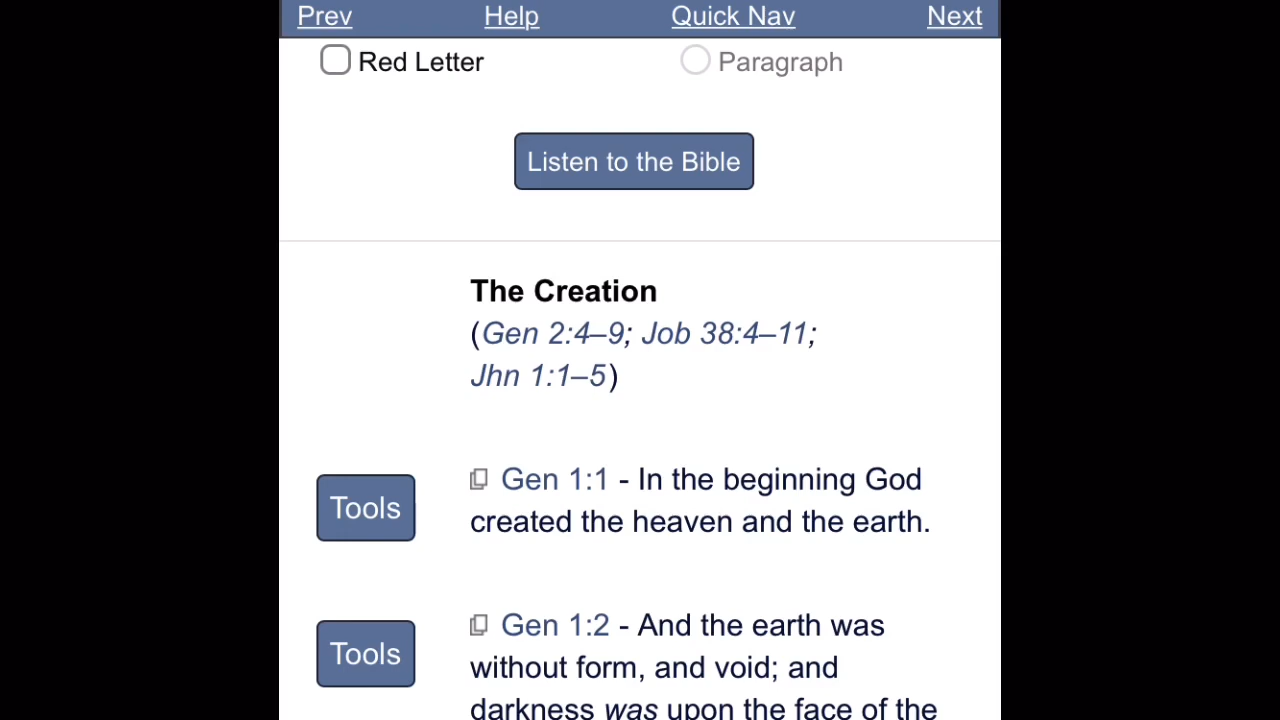 Prev Help Quick Nav Next
Red Letter Paragraph
Listen to the Bible
The Creation
(Gen 2:4–9; Job 38:4–11;
Jhn 1:1–5)
Tools
Gen 1:1 - In the beginning God
created the heaven and the earth.
Tools
Gen 1:2 - And the earth was
without form, and void; and
darkness was upon the face of the